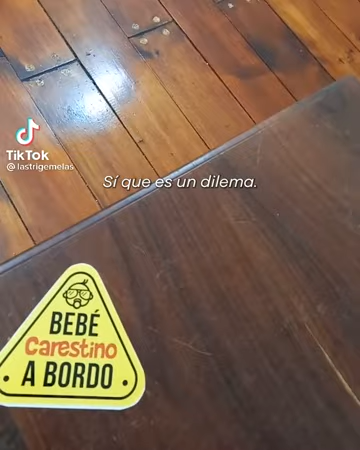 TikTok
@lastrigemelas
Sí que es un dilema.
BEBÉ
Carestino
A BORDO